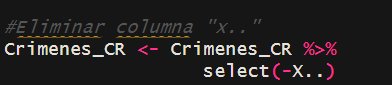 #Eliminar columna "x.."
Crimenes_CR <- Crimenes_CR %>%
select(-X..)